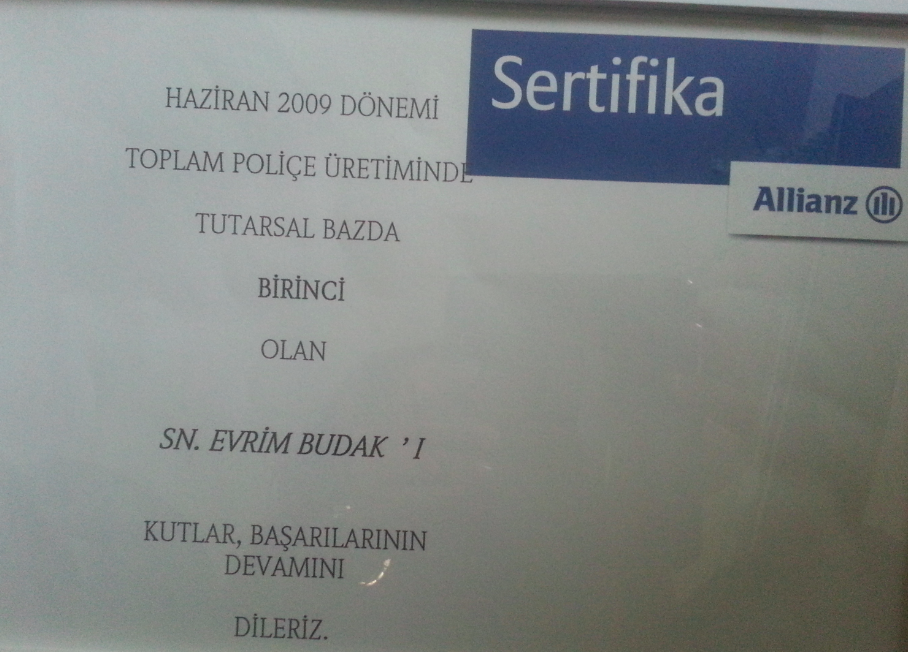 Sertifika
Allianz
HAZİRAN 2009 DÖNEMİ
TOPLAM POLİÇE ÜRETİMİNDE
TUTARSAL BAZDA
BİRİNCİ
OLAN
SN. EVRİM BUDAK ’ I
KUTLAR, BAŞARILARININ
DEVAMINI
DİLERİZ.